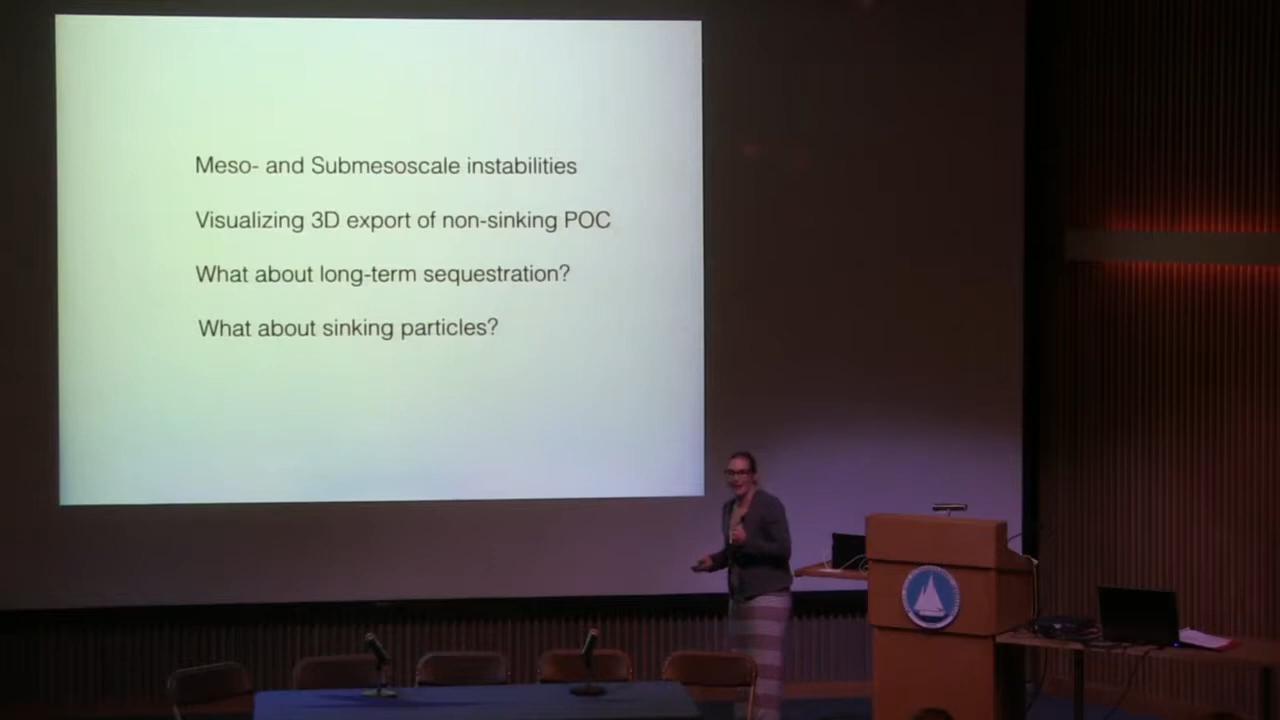 Meso- and Submesoscale instabilities
Visualizing 3D export of non-sinking POC
What about long-term sequestration?
What about sinking particles?